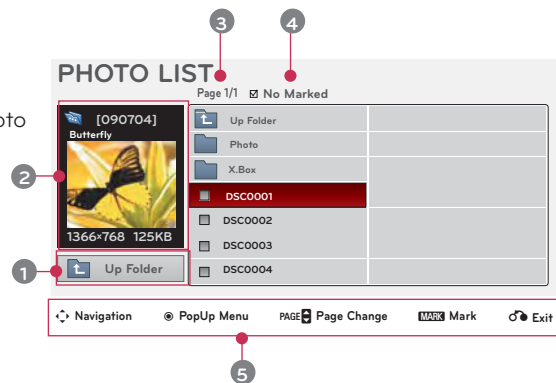 3
4
PHOTO LIST
Page 1/1 No Marked
oto
[090704]
Butterfly
1366×768 125KB
Up Folder
Up Folder
Photo
X.Box
DSC0001
DSC0002
DSC0003
DSC0004
2
1
Navigation PopUp Menu PAGE Page Change MARK Mark Exit
5